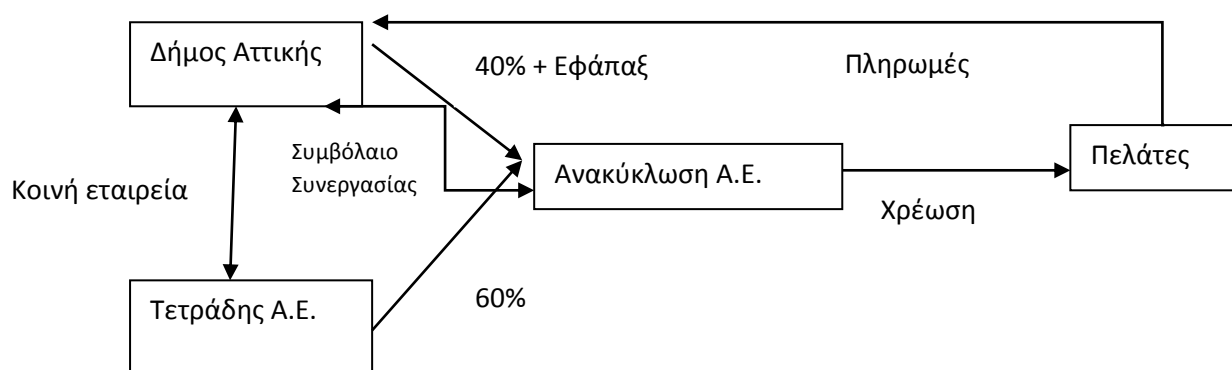 Δήμος Αττικής
40% + Εφάπαξ
Πληρωμές
Συμβόλαιο
Συνεργασίας
Ανακύκλωση Α.Ε.
Πελάτες
Κοινή εταιρεία
Χρέωση
Τετράδης Α.Ε.
60%